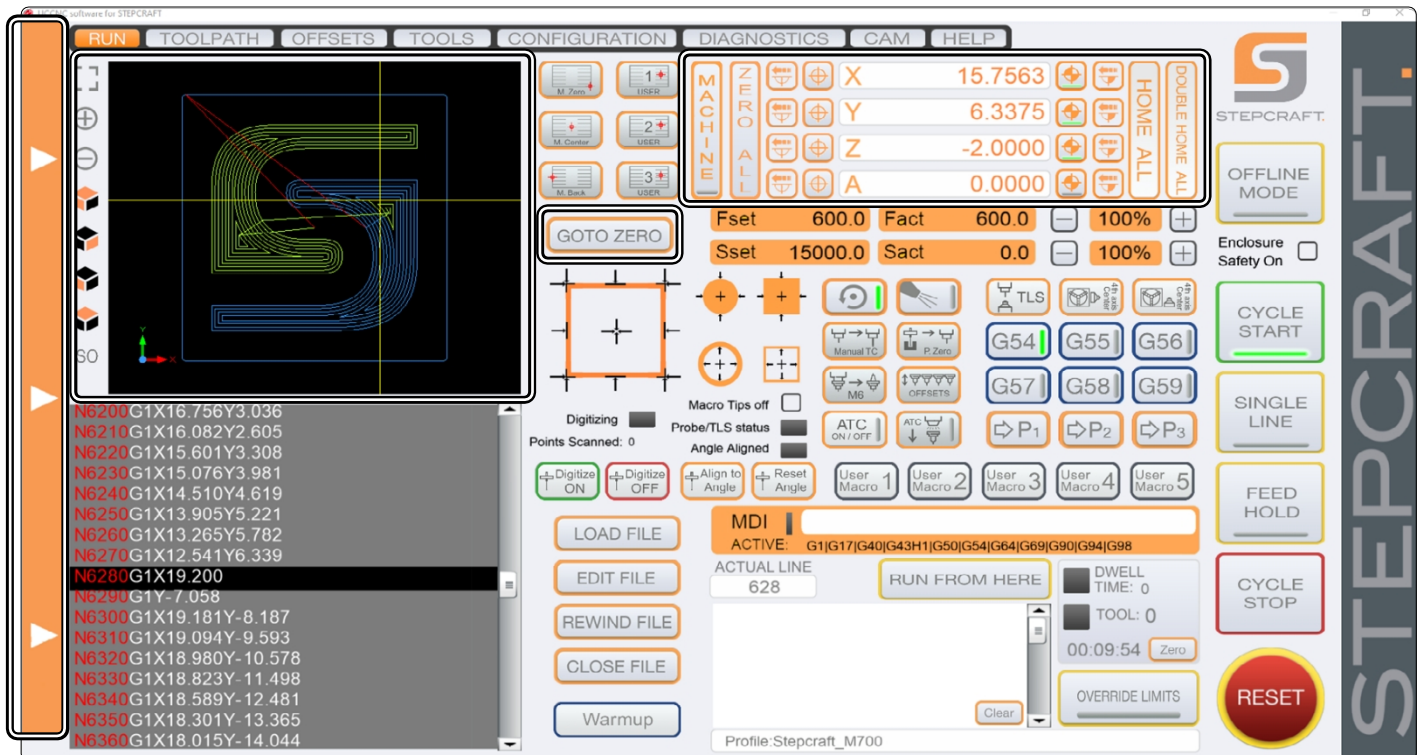 UCCNC software for STEPCRAFT
RUN TOOLPATH OFFSETS TOOLS CONFIGURATION DIAGNOSTICS CAM HELP
SO
Y
X
M. Zero
1 USER
M. Center
2 USER
M. Back
3 USER
GOTO ZERO
MACHINE
ZERO ALL
X 15.7563
Y 6.3375
Z -2.0000
A 0.0000
HOME ALL
DOUBLE HOME ALL
Fset 600.0 Fact 600.0 100%
Sset 15000.0 Sact 0.0 100%
TLS
4th axis Center
4th axis Center
Manual TC
P. Zero
G54 G55 G56
M6
OFFSETS
G57 G58 G59
ATC
ON / OFF
ATC
P1 P2 P3
Macro Tips off
Digitizing
Probe/TLS status
Points Scanned: 0
Angle Aligned
Digitize ON
Digitize OFF
Align to Angle
Reset Angle
User Macro 1
User Macro 2
User Macro 3
User Macro 4
User Macro 5
N6200G1X16.756Y3.036
N6210G1X16.082Y2.605
N6220G1X15.601Y3.308
N6230G1X15.076Y3.981
N6240G1X14.510Y4.619
N6250G1X13.905Y5.221
N6260G1X13.265Y5.782
N6270G1X12.541Y6.339
N6280G1X19.200
N6290G1Y-7.058
N6300G1X19.181Y-8.187
N6310G1X19.094Y-9.593
N6320G1X18.980Y-10.578
N6330G1X18.823Y-11.498
N6340G1X18.589Y-12.481
N6350G1X18.301Y-13.365
N6360G1X18.015Y-14.044
LOAD FILE
EDIT FILE
REWIND FILE
CLOSE FILE
Warmup
MDI
ACTIVE: G1|G17|G40|G43H1|G50|G54|G64|G69|G90|G94|G98
ACTUAL LINE
628
RUN FROM HERE
DWELL
TIME: 0
TOOL: 0
00:09:54 Zero
Clear
OVERRIDE LIMITS
Profile:Stepcraft_M700
STEPCRAFT.
OFFLINE
MODE
Enclosure
Safety On
CYCLE
START
SINGLE
LINE
FEED
HOLD
CYCLE
STOP
RESET
STEPCRAFT.